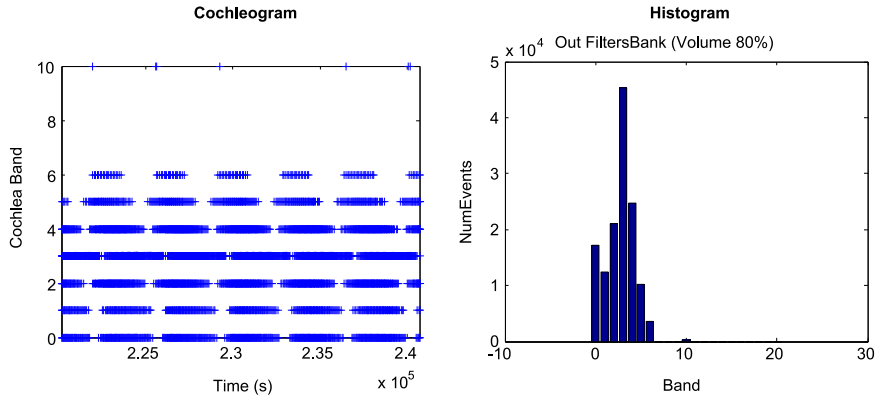 Cochleogram
10
8
6
4
2
0
Cochlea Band
2.25
2.3
2.35
2.4
x 10^5
Time (s)
Histogram
Out FiltersBank (Volume 80%)
x 10^4
5
4
3
2
1
0
NumEvents
-10
0
10
20
30
Band